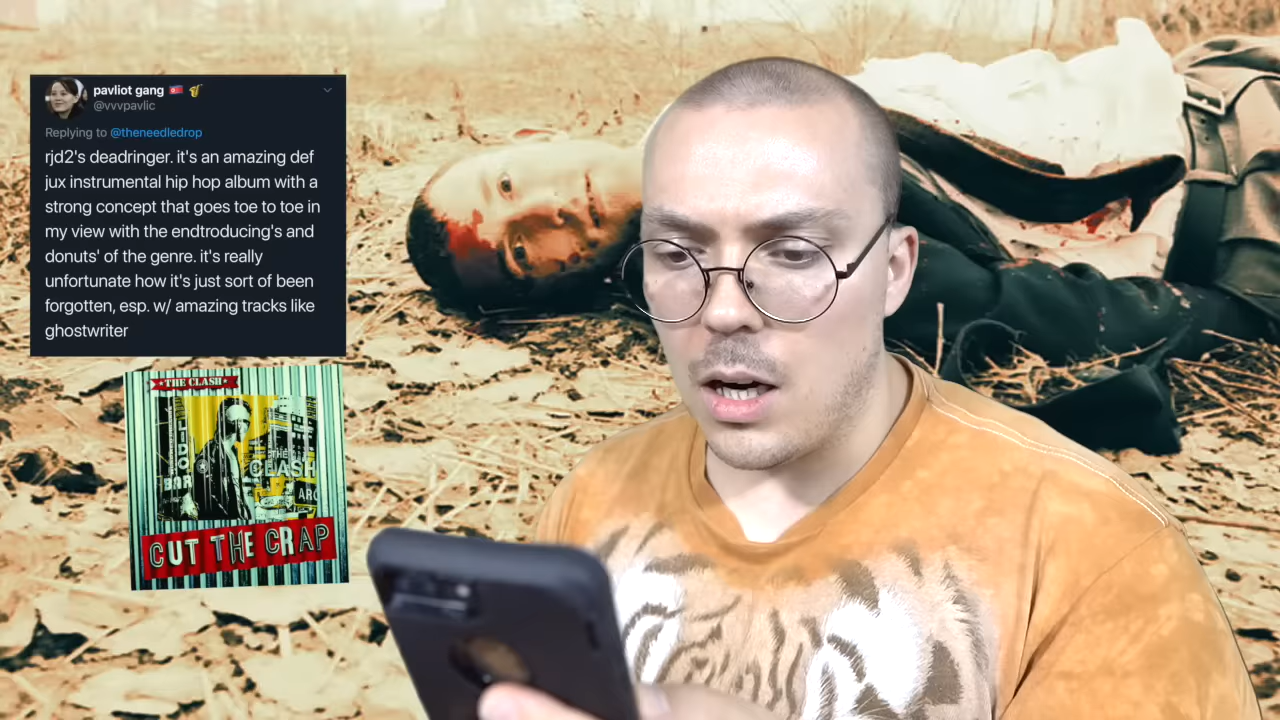 pavliot gang
@vvvpavlic
Replying to @theneedledrop
rjd2's deadringer. it's an amazing def
jux instrumental hip hop album with a
strong concept that goes toe to toe in
my view with the endtroducing's and
donuts' of the genre. it's really
unfortunate how it's just sort of been
forgotten, esp. w/ amazing tracks like
ghostwriter
THE CLASH
LIDO
BAR
THE
CLASH
ARC
CUT THE CRAP